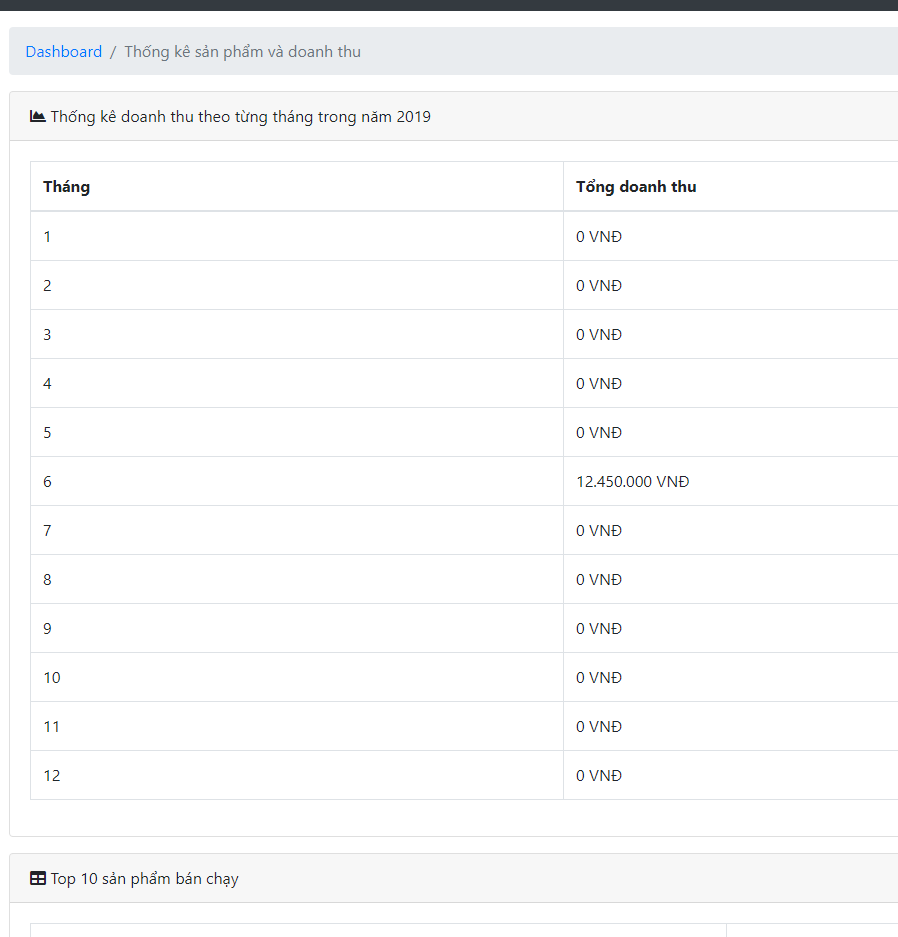 Dashboard / Thống kê sản phẩm và doanh thu
Thống kê doanh thu theo từng tháng trong năm 2019
Tháng Tổng doanh thu
1 0 VNĐ
2 0 VNĐ
3 0 VNĐ
4 0 VNĐ
5 0 VNĐ
6 12.450.000 VNĐ
7 0 VNĐ
8 0 VNĐ
9 0 VNĐ
10 0 VNĐ
11 0 VNĐ
12 0 VNĐ
Top 10 sản phẩm bán chạy